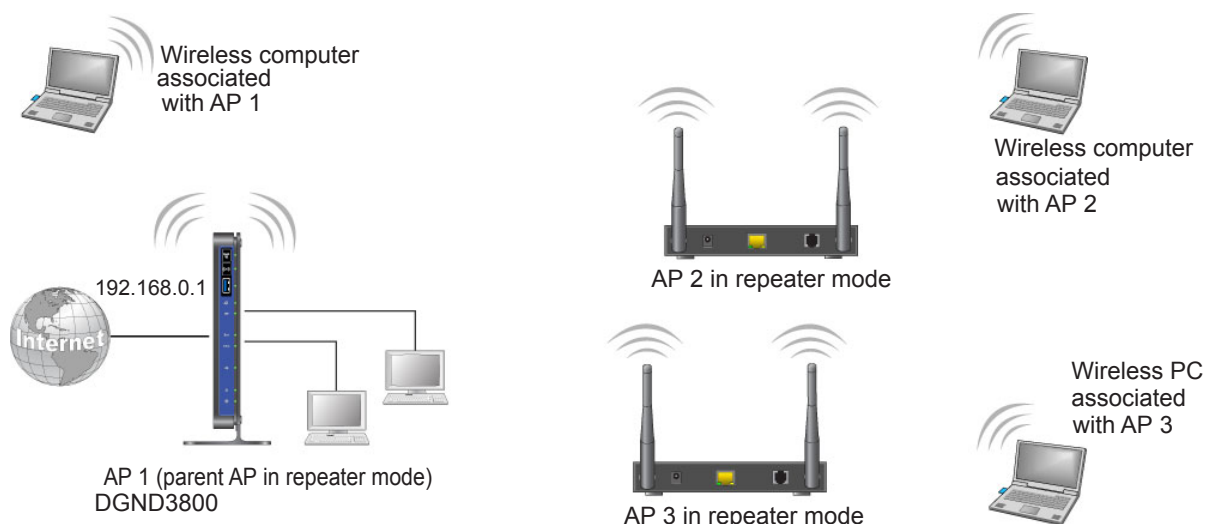 Wireless computer
associated
with AP 1
Wireless computer
associated
with AP 2
AP 2 in repeater mode
192.168.0.1
Internet
AP 1 (parent AP in repeater mode)
DGND3800
Wireless PC
associated
with AP 3
AP 3 in repeater mode